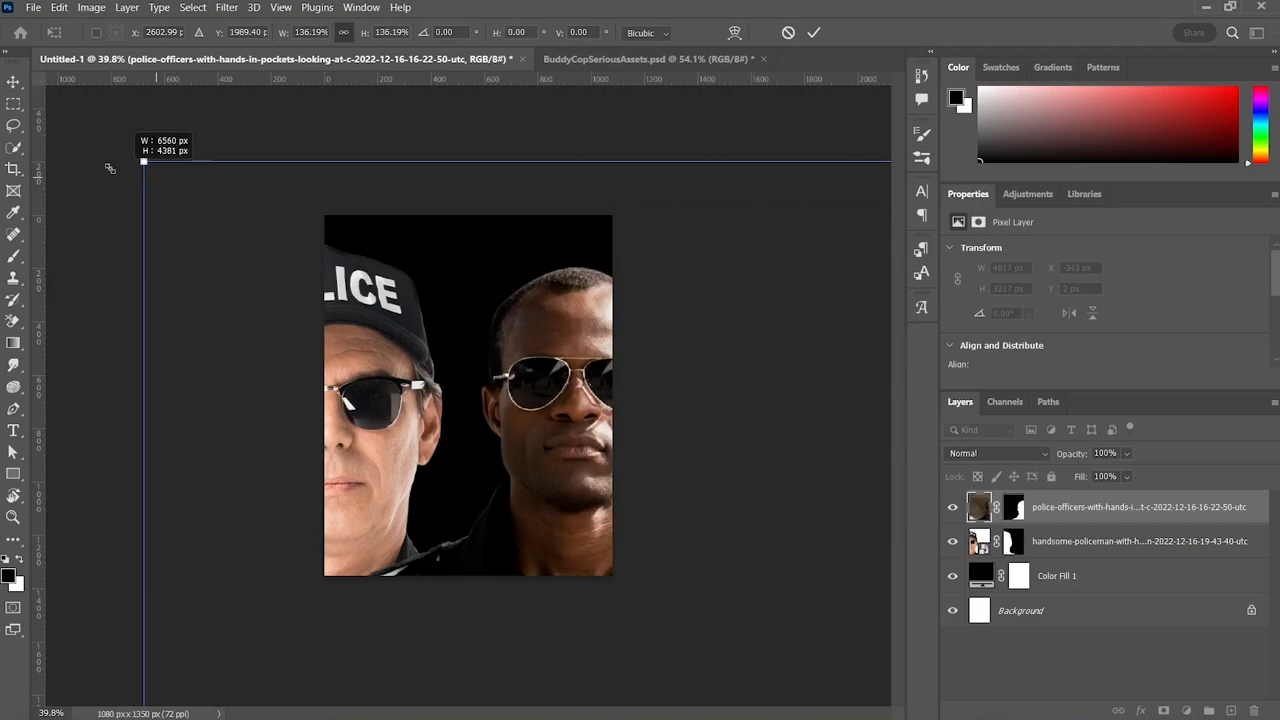 File Edit Image Layer Type Select Filter 3D View Plugins Window Help
X: 2602.99 p Y: 1989.40 p W: 136.19% H: 136.19% 0.00 ° H: 0.00 ° V: 0.00 ° Bicubic Share
Untitled-1 @ 39.8% (police-officers-with-hands-in-pockets-looking-at-c-2022-12-16-16-22-50-utc, RGB/8#) * × BuddyCopSeriousAssets.psd @ 54.1% (RGB/8#) * ×
1000 800 600 400 200 0 200 400 600 800 1000 1200 1400 1600 1800 2000
W: 6560 px
H: 4381 px
LICE
Color Swatches Gradients Patterns
Properties Adjustments Libraries
Pixel Layer
Transform
W 4817 px X -343 px
H 3217 px Y 2 px
0.00°
Align and Distribute
Align:
Layers Channels Paths
Kind
Normal Opacity: 100%
Lock: Fill: 100%
police-officers-with-hands-i...t-c-2022-12-16-16-22-50-utc
handsome-policeman-with-h...n-2022-12-16-19-43-40-utc
Color Fill 1
Background
39.8% 1080 px x 1350 px (72 ppi)